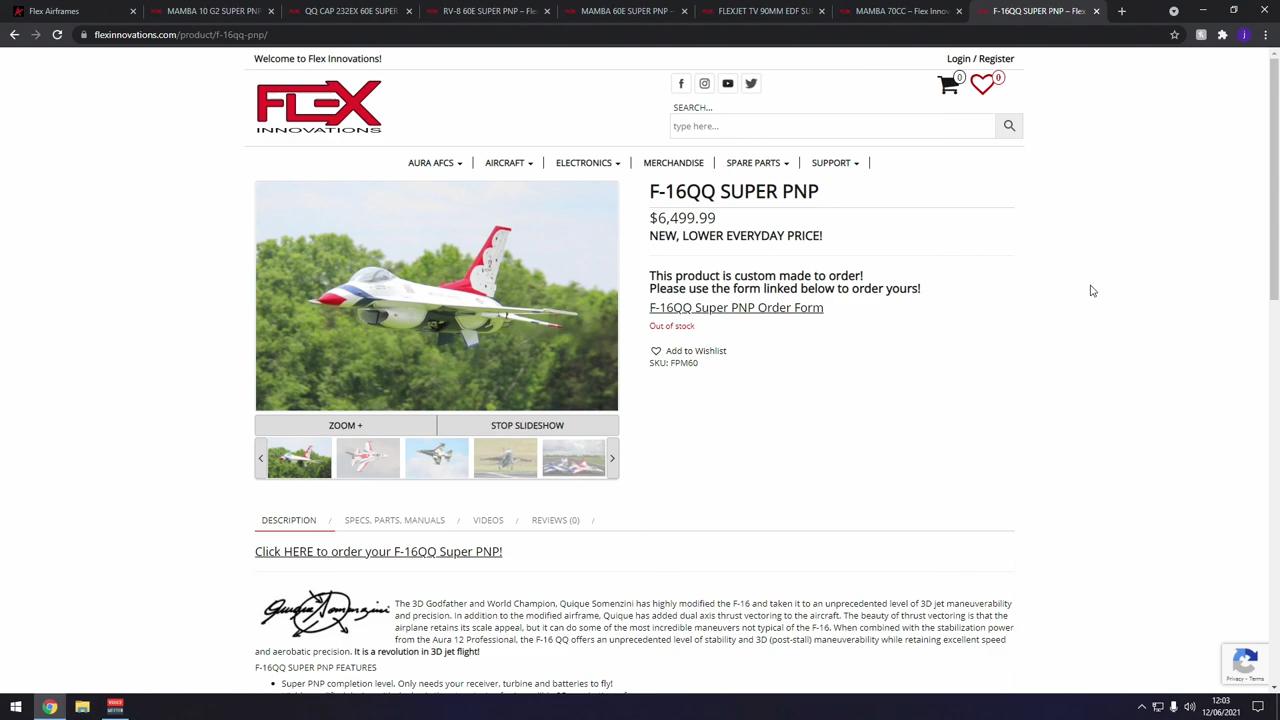 Flex Airframes
MAMBA 10 G2 SUPER PNP
QQ CAP 232EX 60E SUPER
RV-8 60E SUPER PNP – Flex
MAMBA 60E SUPER PNP –
FLEXJET TV 90MM EDF SU
MAMBA 70CC – Flex Innov
F-16QQ SUPER PNP – Flex
flexinnovations.com/product/f-16qq-pnp/
Welcome to Flex Innovations!
Login / Register
FLEX
INNOVATIONS
0
0
SEARCH...
type here...
AURA AFCS
AIRCRAFT
ELECTRONICS
MERCHANDISE
SPARE PARTS
SUPPORT
F-16QQ SUPER PNP
$6,499.99
NEW, LOWER EVERYDAY PRICE!
This product is custom made to order!
Please use the form linked below to order yours!
F-16QQ Super PNP Order Form
Out of stock
Add to Wishlist
SKU: FPM60
ZOOM +
STOP SLIDESHOW
DESCRIPTION /
SPECS, PARTS, MANUALS /
VIDEOS /
REVIEWS (0) /
Click HERE to order your F-16QQ Super PNP!
The 3D Godfather and World Champion, Quique Somenzini has highly modified the F-16 and taken it to an unprecedented level of 3D jet maneuverability
and precision. In addition to the modified airframe, Quique has added dual axis thrust vectoring to the aircraft. The beauty of thrust vectoring is that the
airplane retains its scale appeal, but it can do some of the most incredible maneuvers not typical of the F-16. When combined with the stabilization power
from the Aura 12 Professional, the F-16 QQ offers an unprecedented level of stability and 3D (post-stall) maneuverability while retaining excellent speed
and aerobatic precision. It is a revolution in 3D jet flight!
F-16QQ SUPER PNP FEATURES
• Super PNP completion level. Only needs your receiver, turbine and batteries to fly!
Privacy - Terms
12:03
12/06/2021